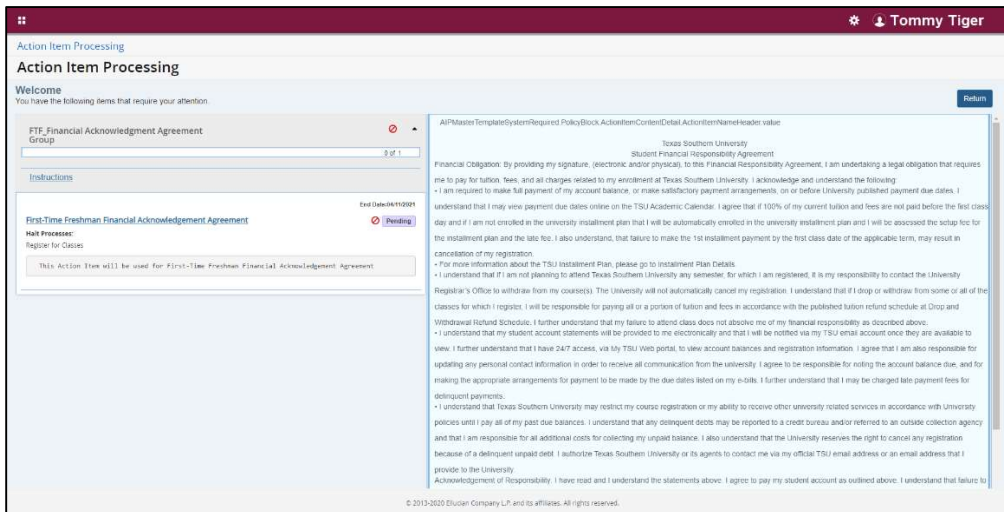 Tommy Tiger
Action Item Processing
Action Item Processing
Welcome
You have the following items that require your attention.
Return
FTF_Financial Acknowledgment Agreement
Group
0 of 1
Instructions
End Date:04/11/2021
First-Time Freshman Financial Acknowledgement Agreement
Pending
Halt Processes:
Register for Classes
This Action Item will be used for First-Time Freshman Financial Acknowledgement Agreement
AIPMasterTemplateSystemRequired.PolicyBlock.ActionItemContentDetail.ActionItemNameHeader.value
Texas Southern University
Student Financial Responsibility Agreement
Financial Obligation: By providing my signature, (electronic and/or physical), to this Financial Responsibility Agreement, I am undertaking a legal obligation that requires
me to pay for tuition, fees, and all charges related to my enrollment at Texas Southern University. I acknowledge and understand the following:
• I am required to make full payment of my account balance, or make satisfactory payment arrangements, on or before University published payment due dates. I
understand that I may view payment due dates online on the TSU Academic Calendar. I agree that if 100% of my current tuition and fees are not paid before the first class
day and if I am not enrolled in the university installment plan that I will be automatically enrolled in the university installment plan and I will be assessed the setup fee for
the installment plan and the late fee. I also understand, that failure to make the 1st installment payment by the first class date of the applicable term, may result in
cancellation of my registration.
• For more information about the TSU Installment Plan, please go to Installment Plan Details.
• I understand that if I am not planning to attend Texas Southern University any semester, for which I am registered, it is my responsibility to contact the University
Registrar's Office to withdraw from my course(s). The University will not automatically cancel my registration. I understand that if I drop or withdraw from some or all of the
classes for which I register, I will be responsible for paying all or a portion of tuition and fees in accordance with the published tuition refund schedule at Drop and
Withdrawal Refund Schedule. I further understand that my failure to attend class does not absolve me of my financial responsibility as described above.
• I understand that my student account statements will be provided to me electronically and that I will be notified via my TSU email account once they are available to
view. I further understand that I have 24/7 access, via My TSU Web portal, to view account balances and registration information. I agree that I am also responsible for
updating any personal contact information in order to receive all communication from the university. I agree to be responsible for noting the account balance due, and for
making the appropriate arrangements for payment to be made by the due dates listed on my e-bills. I further understand that I may be charged late payment fees for
delinquent payments.
• I understand that Texas Southern University may restrict my course registration or my ability to receive other university related services in accordance with University
policies until I pay all of my past due balances. I understand that any delinquent debts may be reported to a credit bureau and/or referred to an outside collection agency
and that I am responsible for all additional costs for collecting my unpaid balance. I also understand that the University reserves the right to cancel any registration
because of a delinquent unpaid debt. I authorize Texas Southern University or its agents to contact me via my official TSU email address or an email address that I
provide to the University.
Acknowledgement of Responsibility. I have read and I understand the statements above. I agree to pay my student account as outlined above. I understand that failure to
© 2013-2020 Ellucian Company L.P. and its affiliates. All rights reserved.